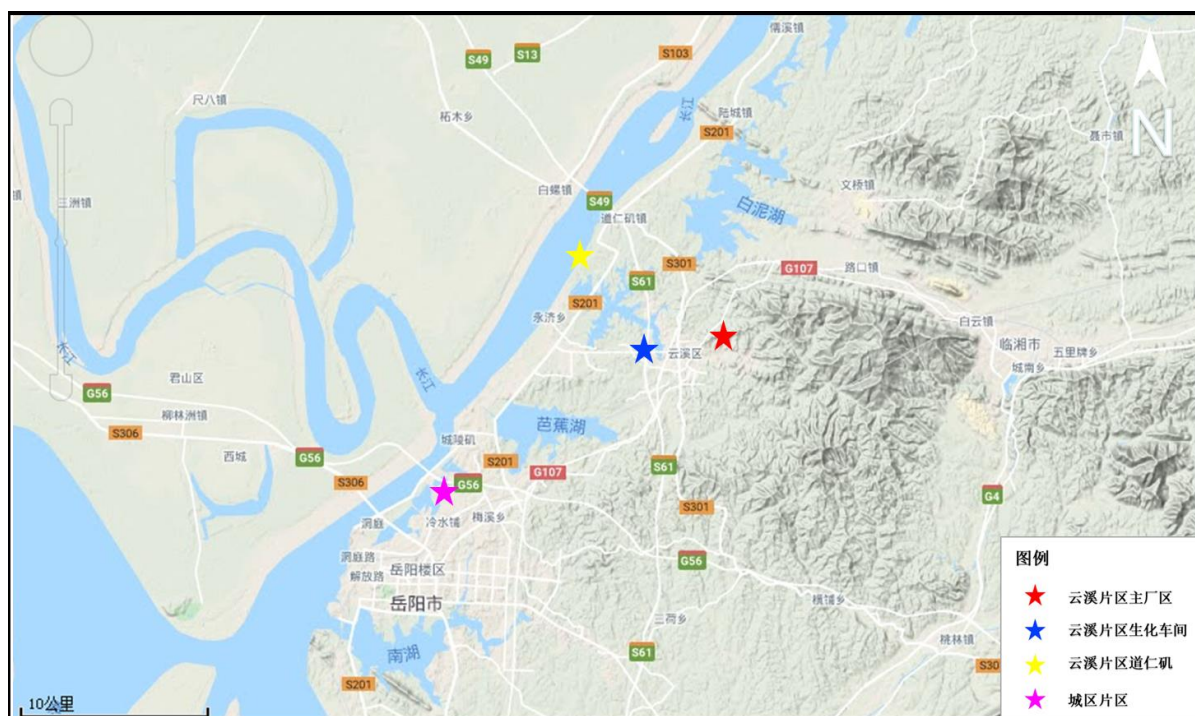 儒溪镇
S49
S13
S103
尺八镇
柘木乡
长江
陆城镇
S201
聂市镇
N
镇
三洲镇
白螺镇
S49
道仁矶镇
白泥湖
文桥镇
S301
G107
路口镇
S61
S201
永济乡
云溪区
白云镇
临湘市
五里牌乡
城南乡
长江
君山区
长江
G56
柳林洲镇
S306
芭蕉湖
城陵矶
西城
G56
S201
G107
S61
S306
G56
G4
洞庭
冷水铺
梅溪乡
S301
洞庭路
解放路
岳阳楼区
岳阳市
G56
横铺乡
三荷乡
桃林镇
南湖
S61
S30
S201
10公里
图例
云溪片区主厂区
云溪片区生化车间
云溪片区道仁矶
城区片区